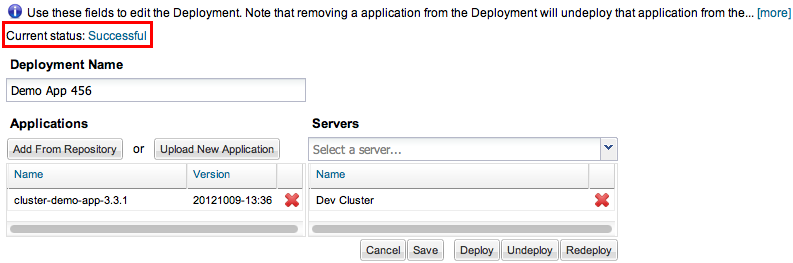 Use these fields to edit the Deployment. Note that removing a application from the Deployment will undeploy that application from the... [more]
Current status: Successful
Deployment Name
Demo App 456
Applications
Servers
Add From Repository or Upload New Application
Select a server...
Name Version
Name
cluster-demo-app-3.3.1 20121009-13:36
Dev Cluster
Cancel Save Deploy Undeploy Redeploy